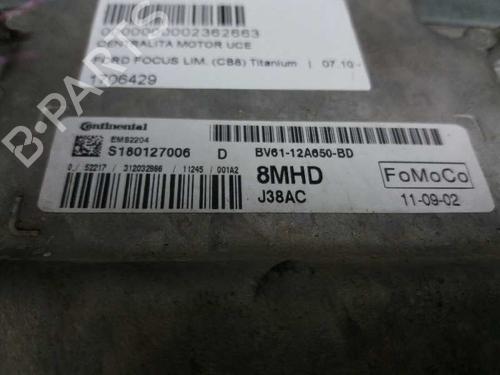 0000000002362663
CENTRALITA MOTOR UCE
FORD FOCUS LIM. (CB8) Titanium | 07.10 -
1706429
Continental
EMS2204
S180127006 D BV61-12A650-BD
0/ 52217 / 312032866 / 11245 / 001A2
8MHD
J38AC
FoMoCo
11-09-02
B-PARTS